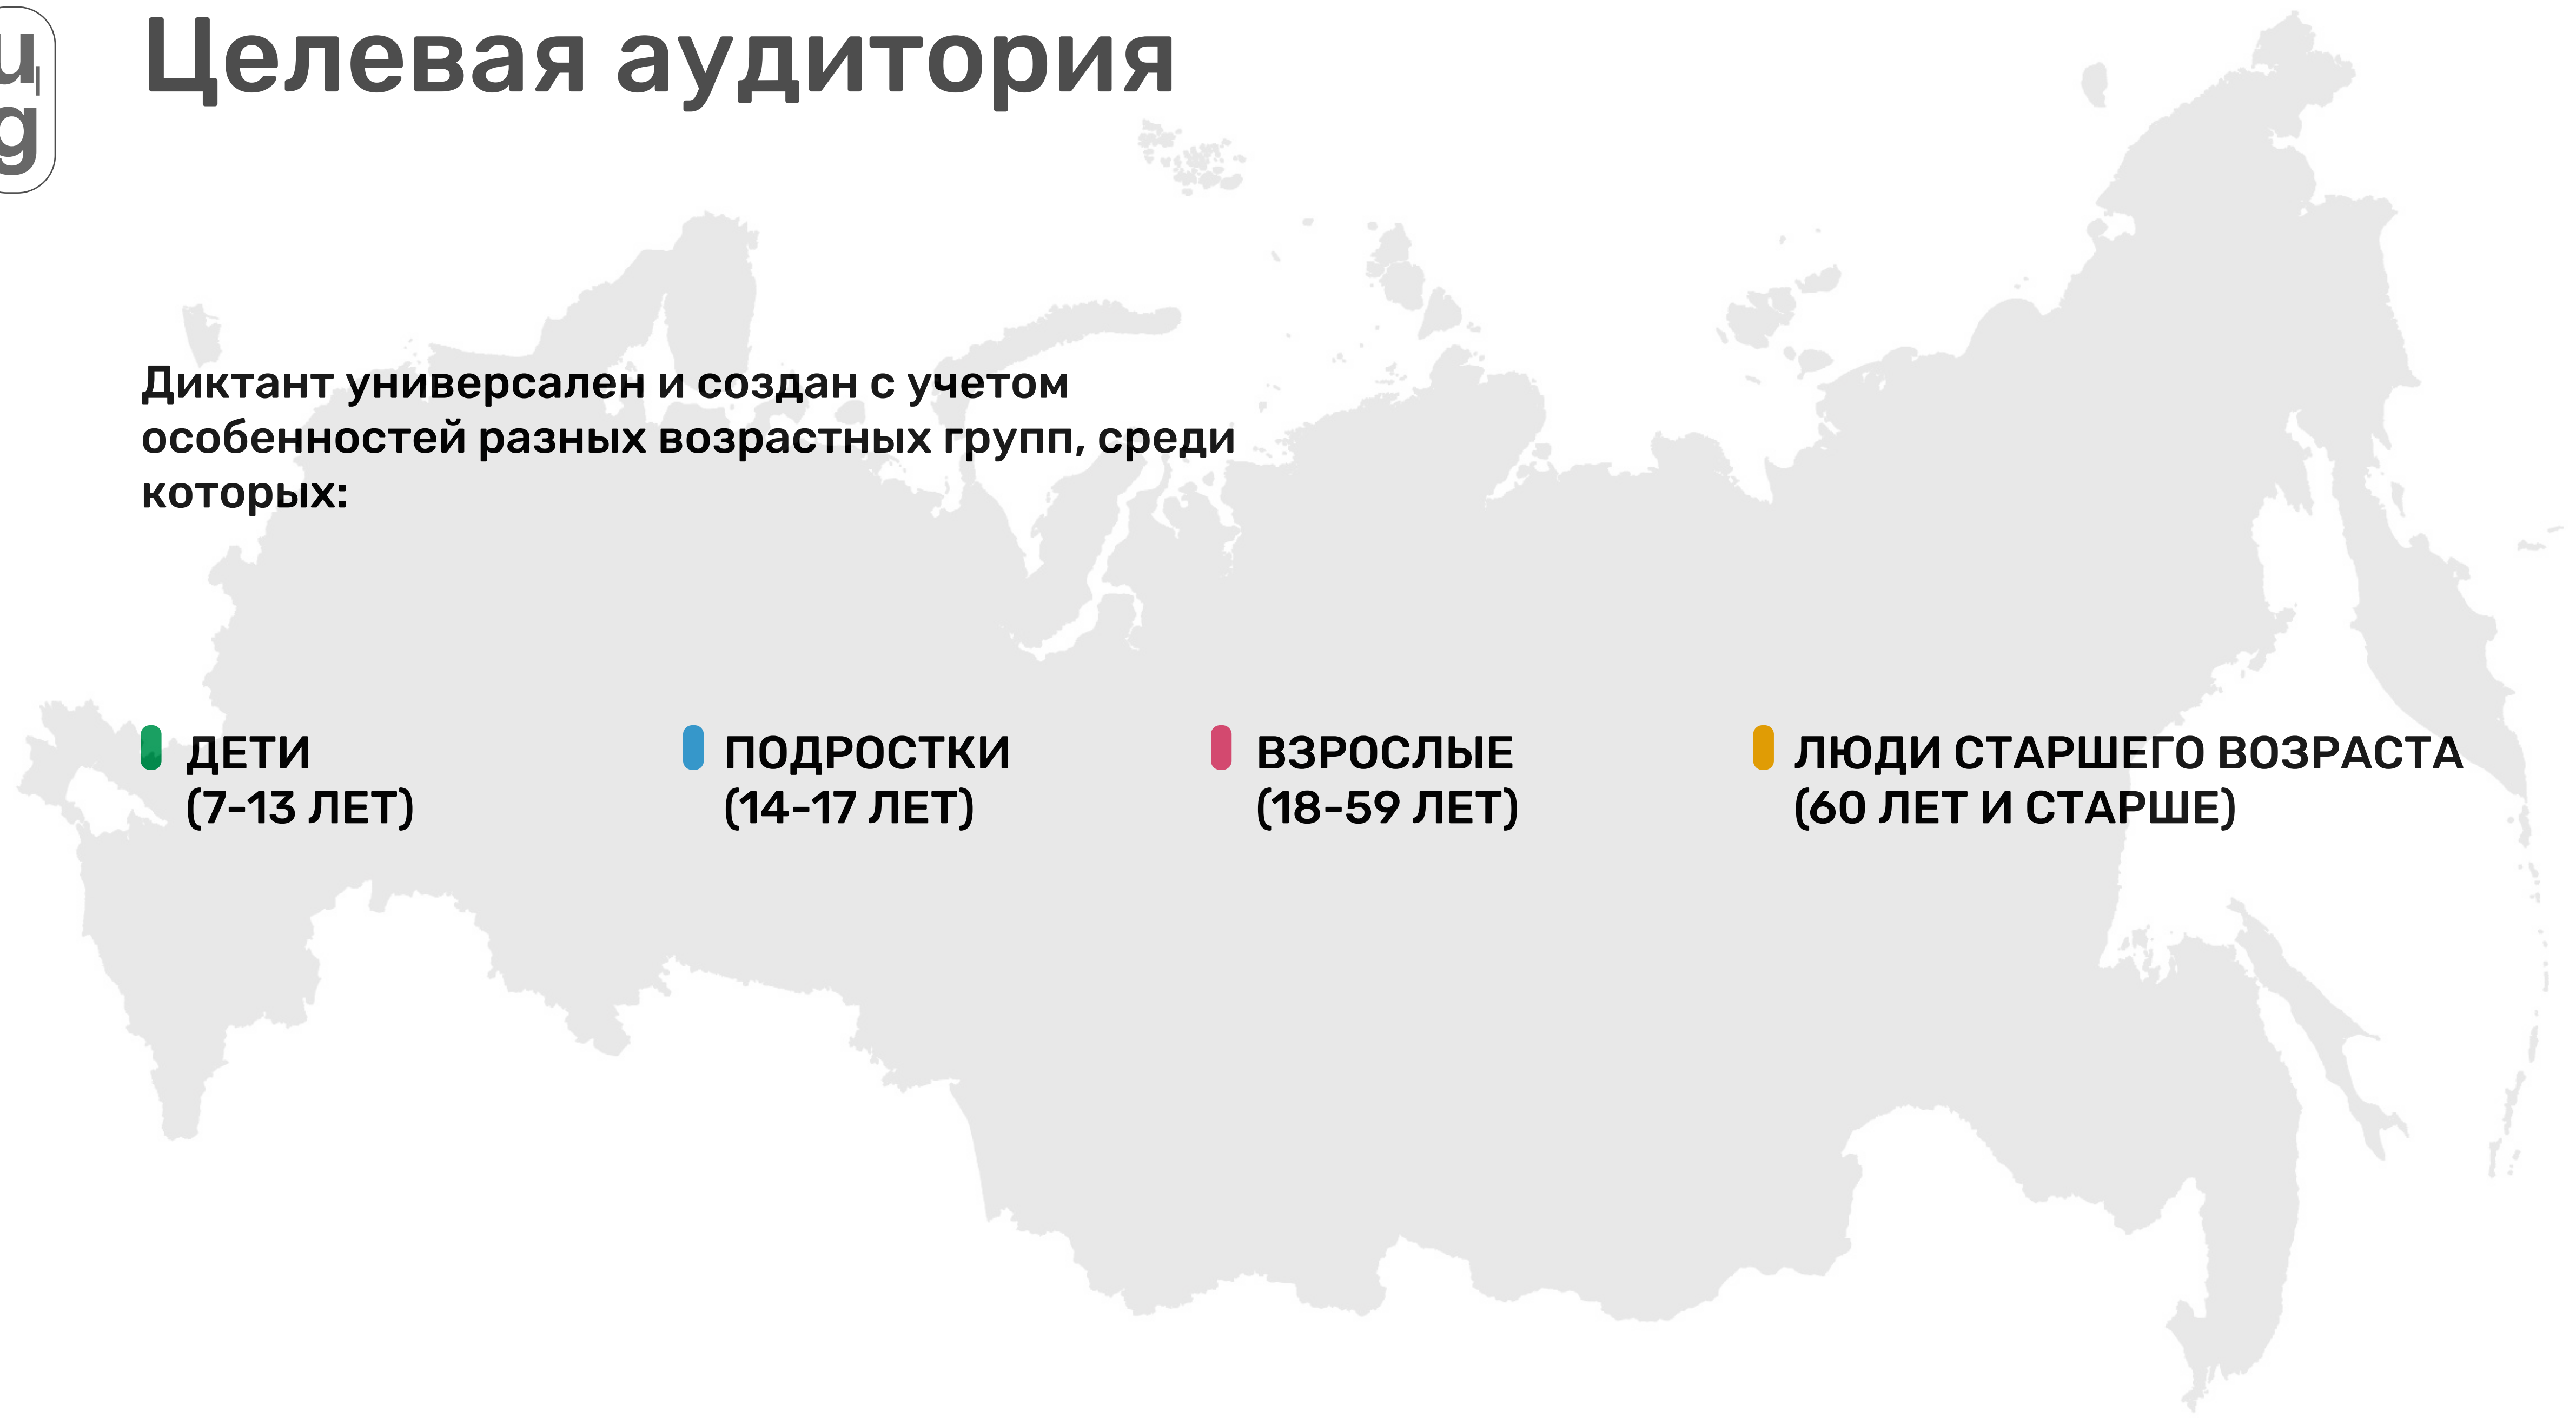 Целевая аудитория
Диктант универсален и создан с учетом
особенностей разных возрастных групп, среди
которых:
ДЕТИ
(7-13 ЛЕТ)
ПОДРОСТКИ
(14-17 ЛЕТ)
ВЗРОСЛЫЕ
(18-59 ЛЕТ)
ЛЮДИ СТАРШЕГО ВОЗРАСТА
(60 ЛЕТ И СТАРШЕ)